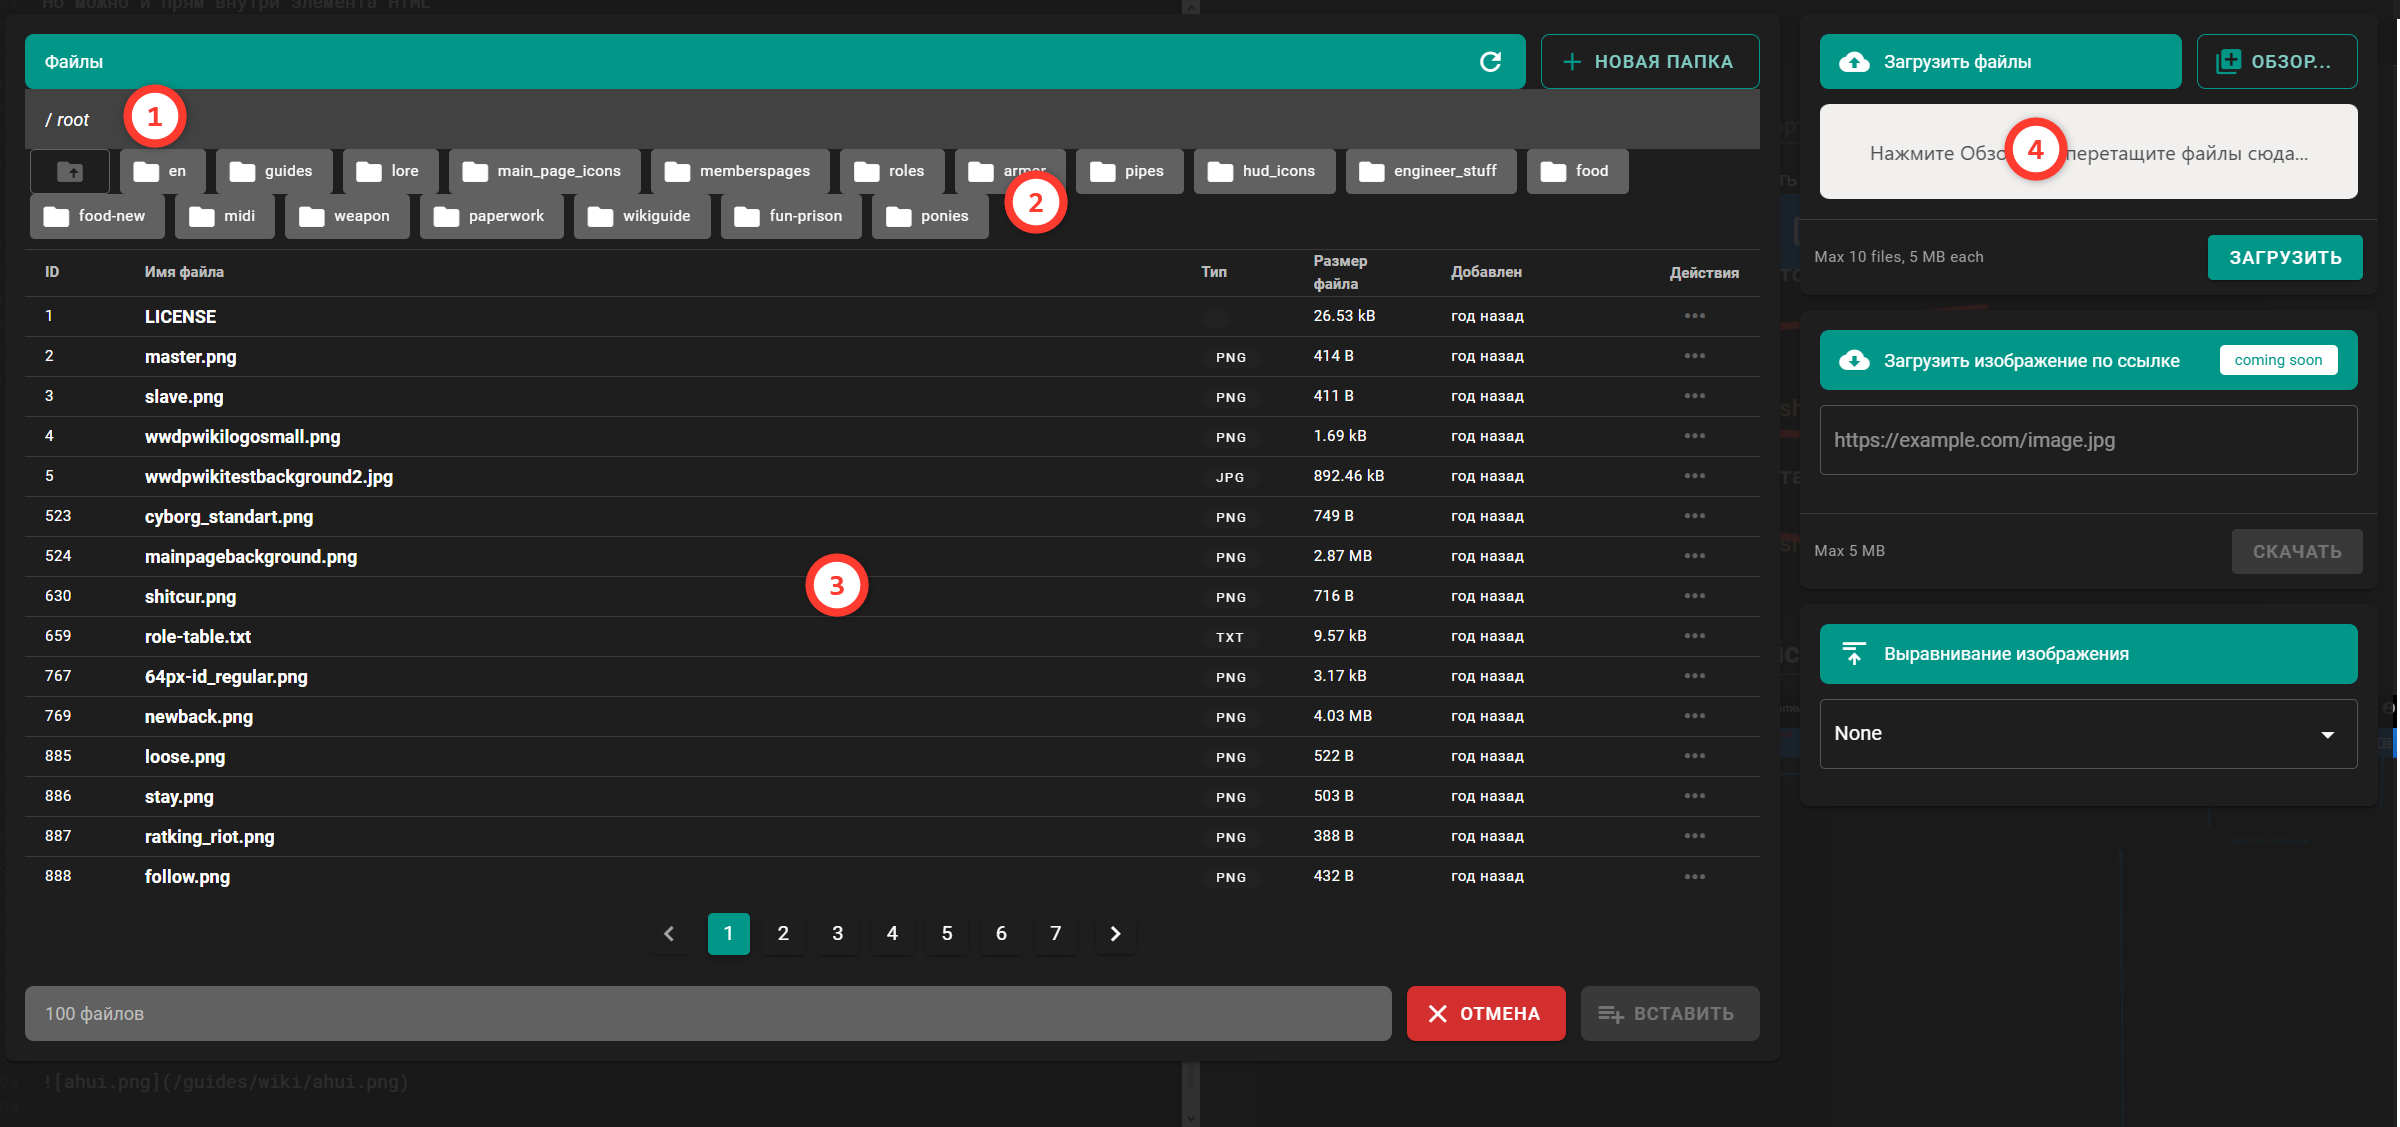 Но можно и прям внутри элемента HTML
Файлы
НОВАЯ ПАПКА
/ root
1
en
guides
lore
main_page_icons
memberspages
roles
armor
pipes
hud_icons
engineer_stuff
food
2
food-new
midi
weapon
paperwork
wikiguide
fun-prison
ponies
ID Имя файла Тип Размер файла Добавлен Действия
1 LICENSE 26.53 kB год назад
2 master.png PNG 414 B год назад
3 slave.png PNG 411 B год назад
4 wwdpwikilogosmall.png PNG 1.69 kB год назад
5 wwdpwikitestbackground2.jpg JPG 892.46 kB год назад
523 cyborg_standart.png PNG 749 B год назад
524 mainpagebackground.png PNG 2.87 MB год назад
3
630 shitcur.png PNG 716 B год назад
659 role-table.txt TXT 9.57 kB год назад
767 64px-id_regular.png PNG 3.17 kB год назад
769 newback.png PNG 4.03 MB год назад
885 loose.png PNG 522 B год назад
886 stay.png PNG 503 B год назад
887 ratking_riot.png PNG 388 B год назад
888 follow.png PNG 432 B год назад
1 2 3 4 5 6 7
100 файлов
ОТМЕНА
ВСТАВИТЬ
![ahui.png](/guides/wiki/ahui.png)
Загрузить файлы
ОБЗОР...
Нажмите Обзо 4 перетащите файлы сюда...
Max 10 files, 5 MB each
ЗАГРУЗИТЬ
Загрузить изображение по ссылке
coming soon
https://example.com/image.jpg
Max 5 MB
СКАЧАТЬ
Выравнивание изображения
None